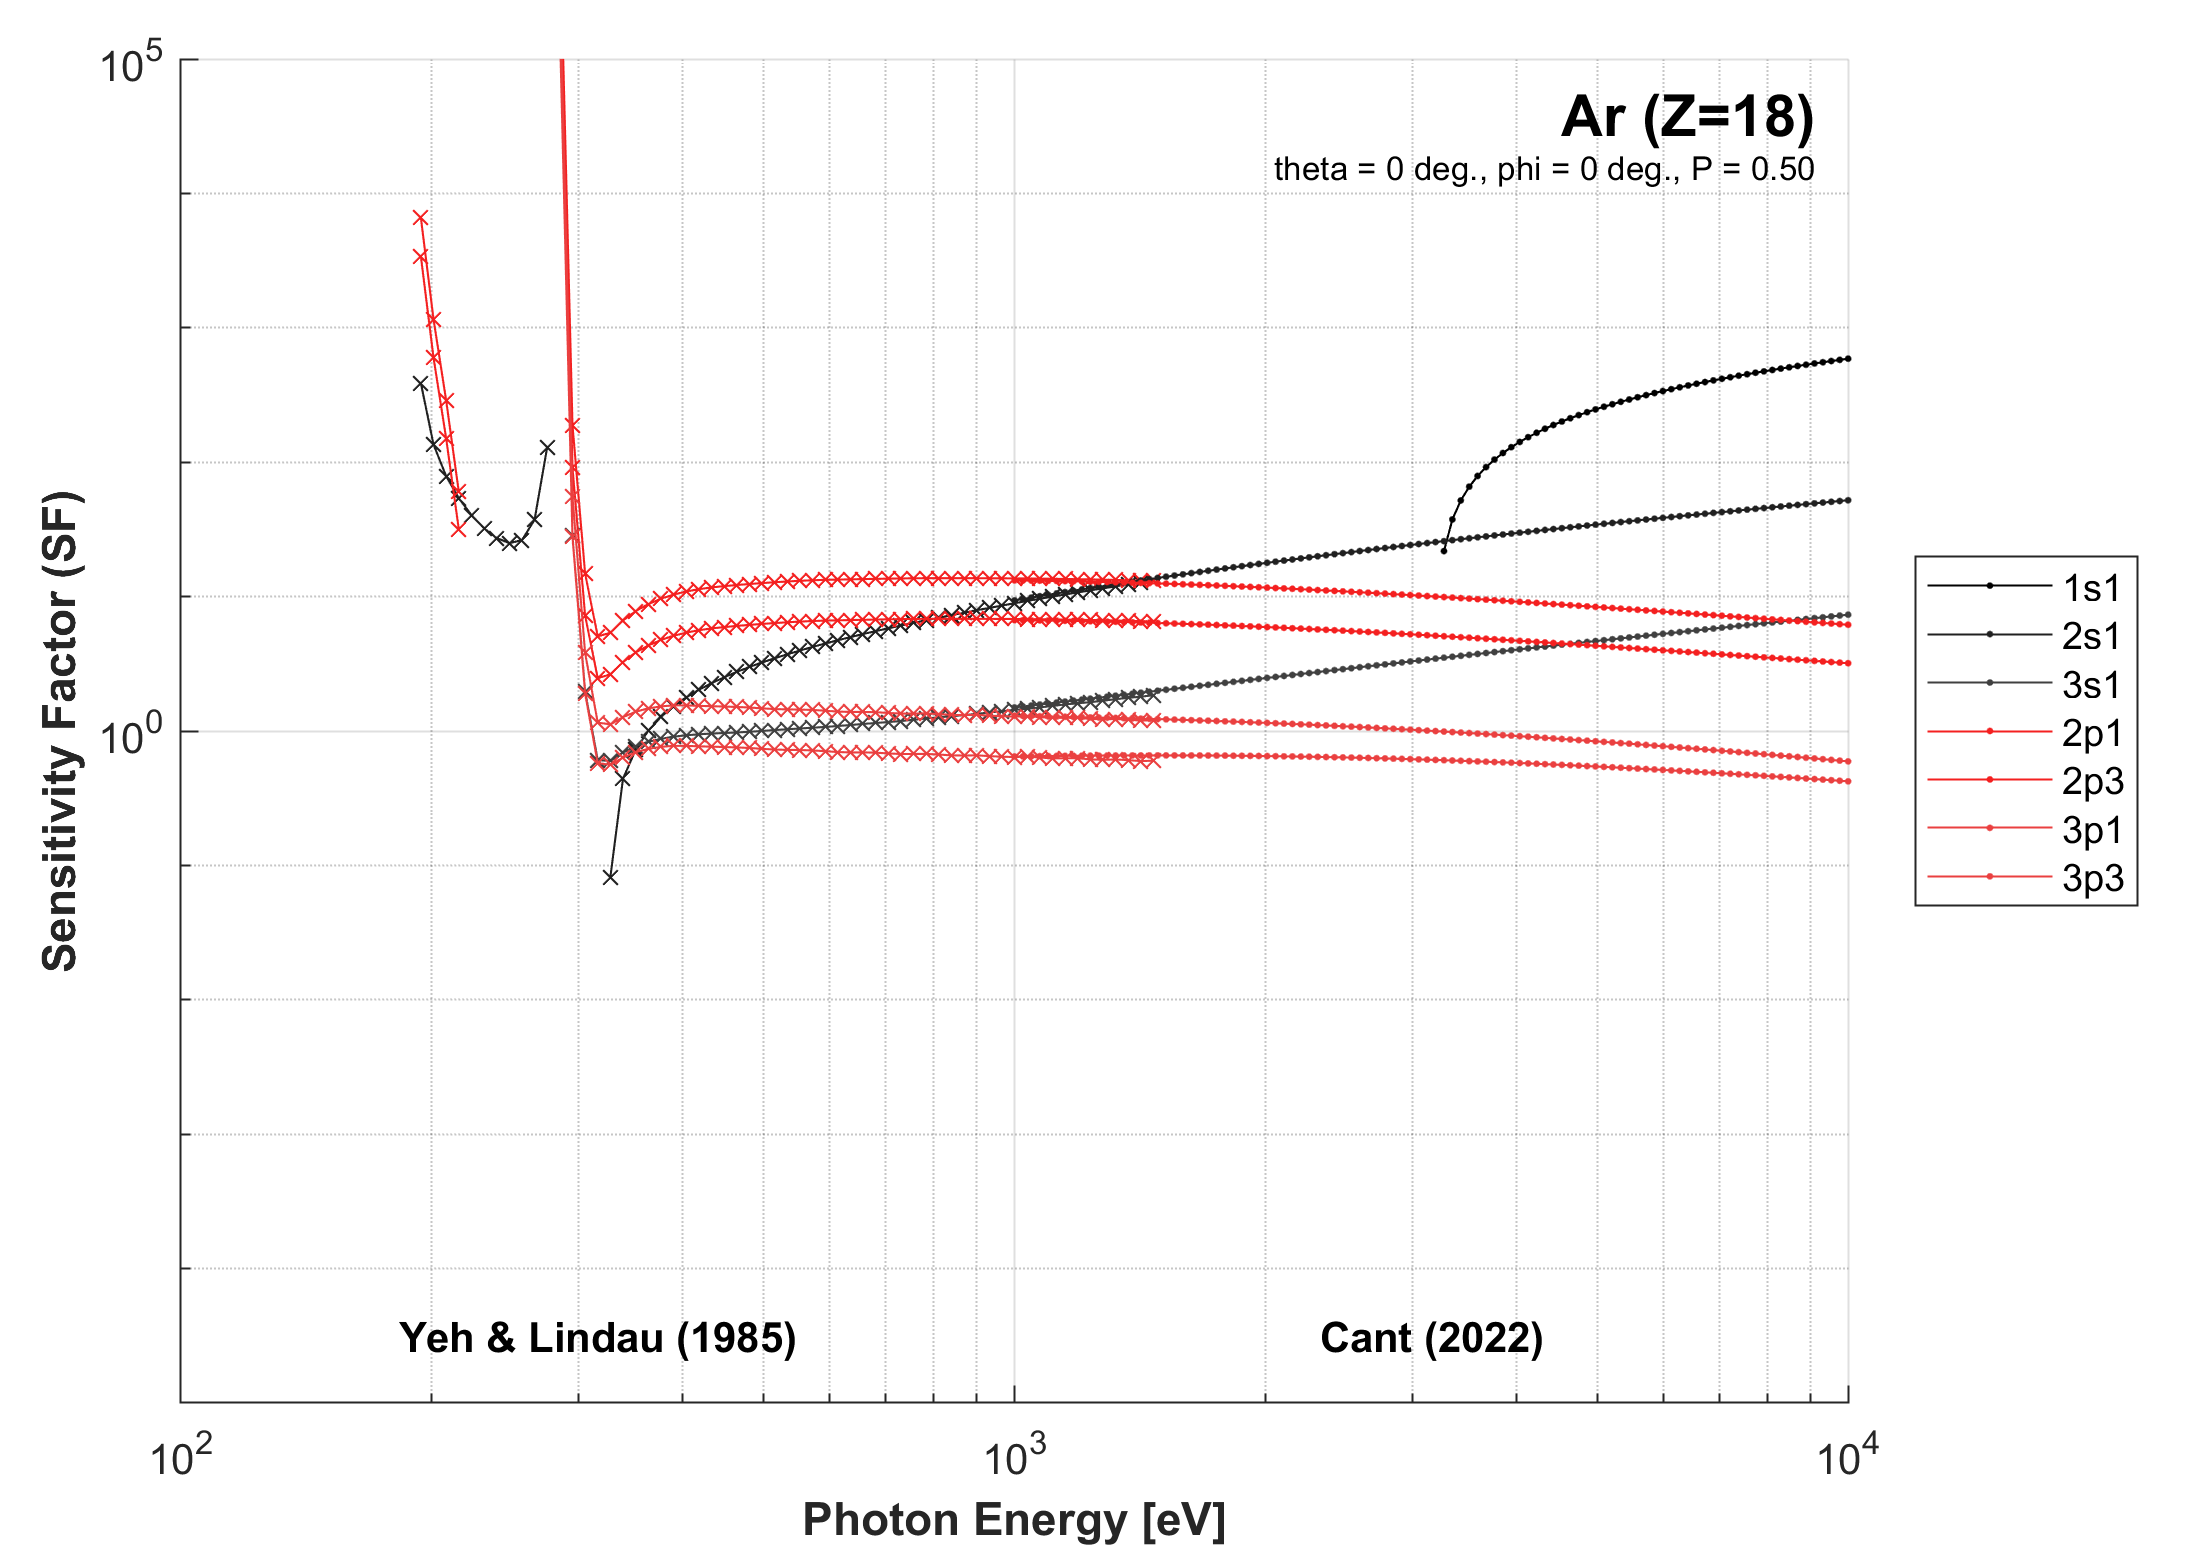 Ar (Z=18)
theta = 0 deg., phi = 0 deg., P = 0.50
10^5
10^0
Sensitivity Factor (SF)
1s1
2s1
3s1
2p1
2p3
3p1
3p3
Yeh & Lindau (1985)
Cant (2022)
10^2
10^3
10^4
Photon Energy [eV]